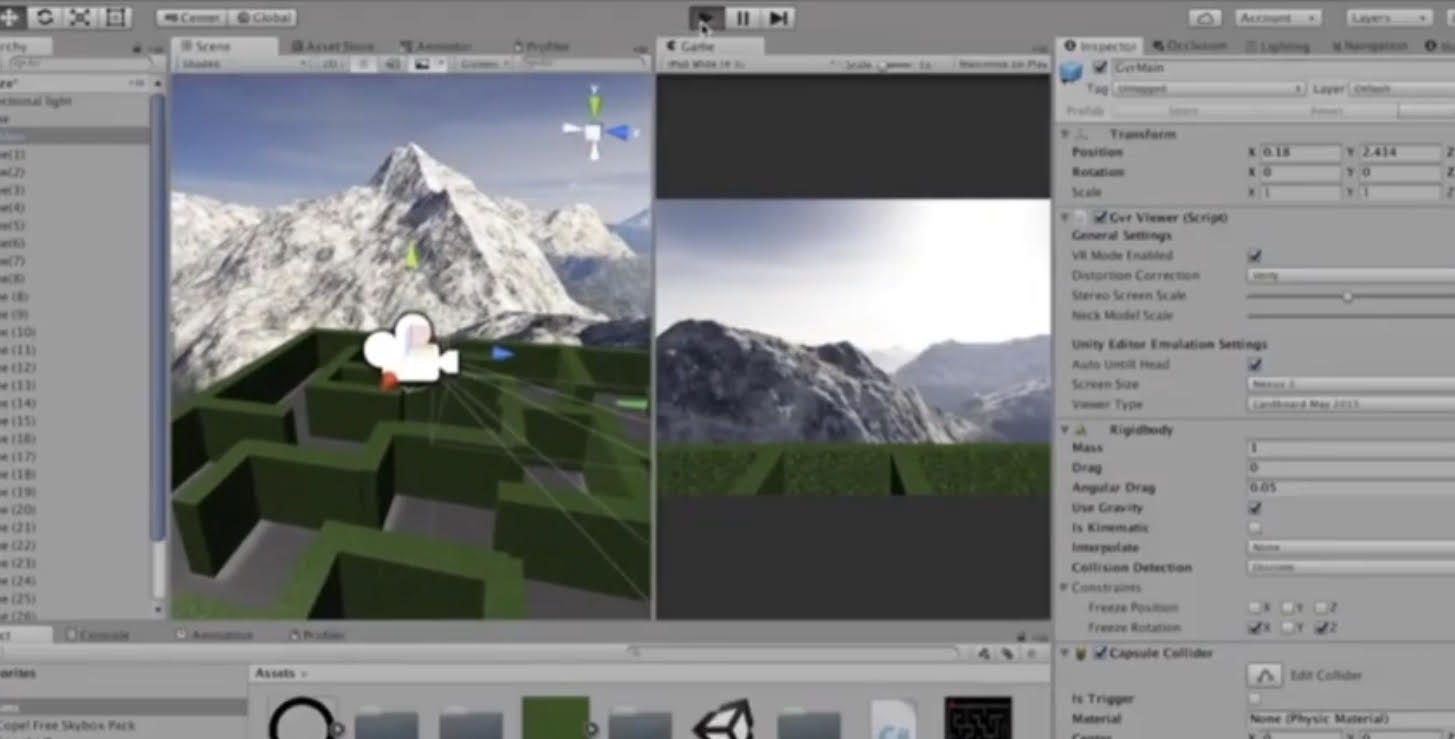 Center Global
Account Layers
rchy
Scene Asset Store Animator Profiler
Game
Inspector Occlusion Lighting Navigation
Shaded
Gizmos
Scale 1x Maximize on Play
GvrMain
Tag Untagged Layer Default
Prefab Select Revert
ectional light
e(1)
e(2)
e(3)
e(4)
e(5)
e(6)
e(7)
e(8)
e (8)
e (9)
e (10)
e (11)
e (12)
e (13)
e (14)
e (15)
e (16)
e (17)
e (18)
e (19)
e (20)
e (21)
e (22)
e (23)
e (24)
e (25)
e (26)
Y
Transform
Position X 0.18 Y 2.414 Z
Rotation X 0 Y 0 Z
Scale X 1 Y 1 Z
Gvr Viewer (Script)
General Settings
VR Mode Enabled
Distortion Correction Unity
Stereo Screen Scale
Neck Model Scale
Unity Editor Emulation Settings
Auto Untilt Head
Screen Size Nexus 5
Viewer Type Cardboard May 2015
Rigidbody
Mass 1
Drag 0
Angular Drag 0.05
Use Gravity
Is Kinematic
Interpolate None
Collision Detection Discrete
Constraints
Freeze Position X Y Z
Freeze Rotation X Y Z
Capsule Collider
Edit Collider
Is Trigger
Material None (Physic Material)
Center X 0 Y 0
ct Console Animation Profiler
orites
Assets
Cope! Free Skybox Pack
C#